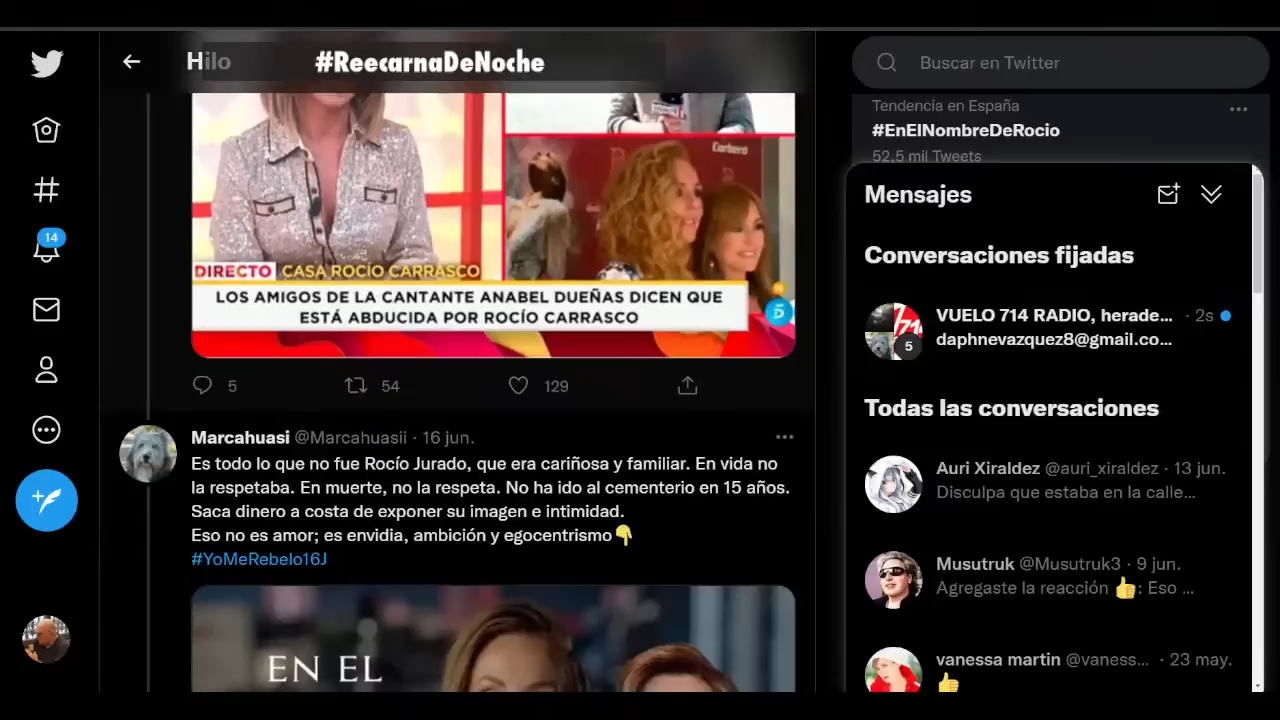 Hilo
#ReecarnaDeNoche
Corbero
DIRECTO CASA ROCÍO CARRASCO
LOS AMIGOS DE LA CANTANTE ANABEL DUEÑAS DICEN QUE
ESTÁ ABDUCIDA POR ROCÍO CARRASCO
5
5 54 129
Marcahuasi @Marcahuasii · 16 jun.
Es todo lo que no fue Rocío Jurado, que era cariñosa y familiar. En vida no
la respetaba. En muerte, no la respeta. No ha ido al cementerio en 15 años.
Saca dinero a costa de exponer su imagen e intimidad.
Eso no es amor; es envidia, ambición y egocentrismo👇
#YoMeRebelo16J
EN EL
14
Buscar en Twitter
Tendencia en España
#EnElNombreDeRocio
52,5 mil Tweets
Mensajes
Conversaciones fijadas
714
5
VUELO 714 RADIO, herade... · 2s
daphnevazquez8@gmail.co...
Todas las conversaciones
Auri Xiraldez @auri_xiraldez · 13 jun.
Disculpa que estaba en la calle...
Musutruk @Musutruk3 · 9 jun.
Agregaste la reacción 👍: Eso ...
vanessa martin @vaness... · 23 may.
👍